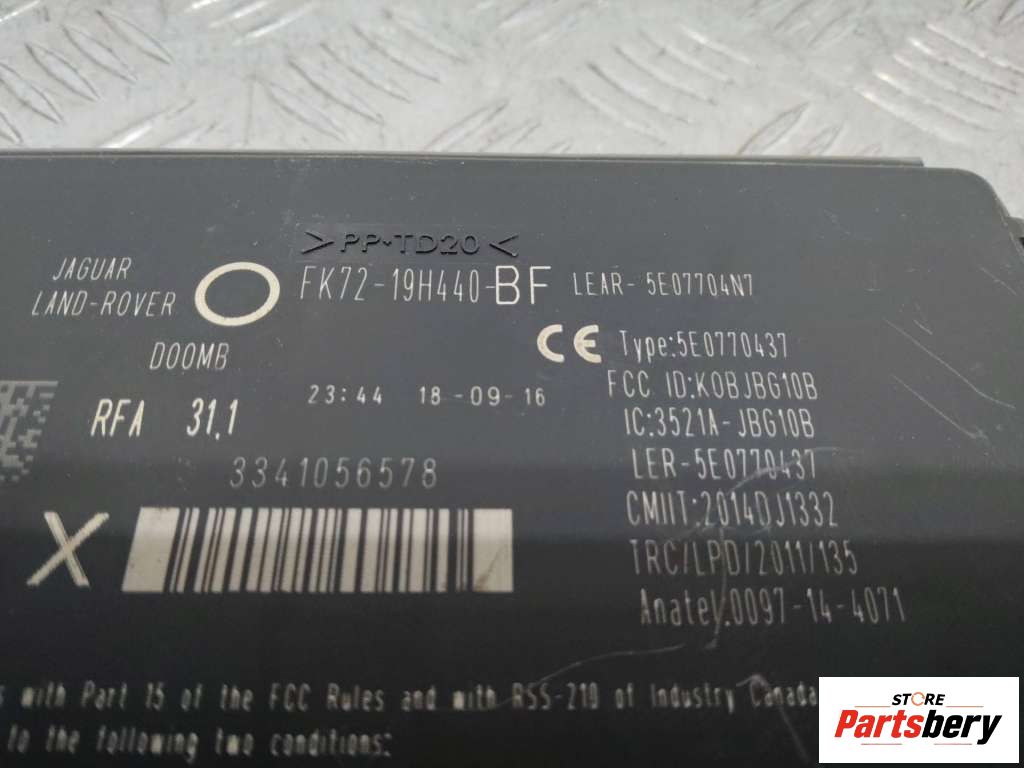 >PP-TD20<
JAGUAR
LAND-ROVER
FK72-19H440-BF LEAR-5E07704N7
D00MB
CE Type:5E0770437
23:44 18-09-16
FCC ID:KOBJBG10B
RFA 31.1
IC:3521A-JBG10B
3341056578
LER-5E0770437
X
CMIIT:2014DJ1332
TRC/LPD/2011/135
Anatel.0097-14-4071
with Part 15 of the FCC Rules and with RSS-210 of Industry Canada
to the following two conditions:
STORE
Partsbery